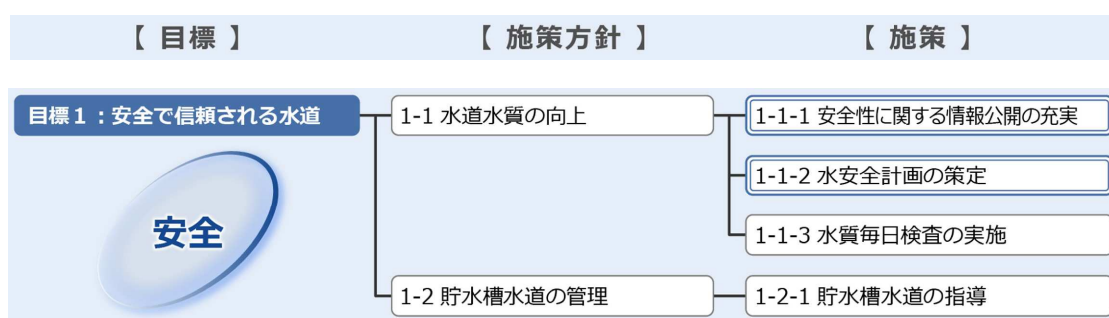 【 目標 】
【 施策方針 】
【 施策 】
目標1：安全で信頼される水道
1-1 水道水質の向上
1-1-1 安全性に関する情報公開の充実
1-1-2 水安全計画の策定
安全
1-1-3 水質毎日検査の実施
1-2 貯水槽水道の管理
1-2-1 貯水槽水道の指導